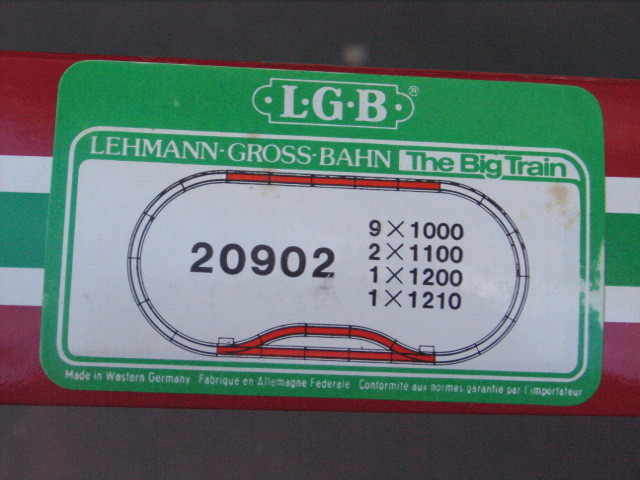 L·G·B®
LEHMANN-GROSS-BAHN The Big Train
20902
9×1000
2×1100
1×1200
1×1210
Made in Western Germany Fabriqué en Allemagne Federale Conformité aux normes garantie par l'importateur